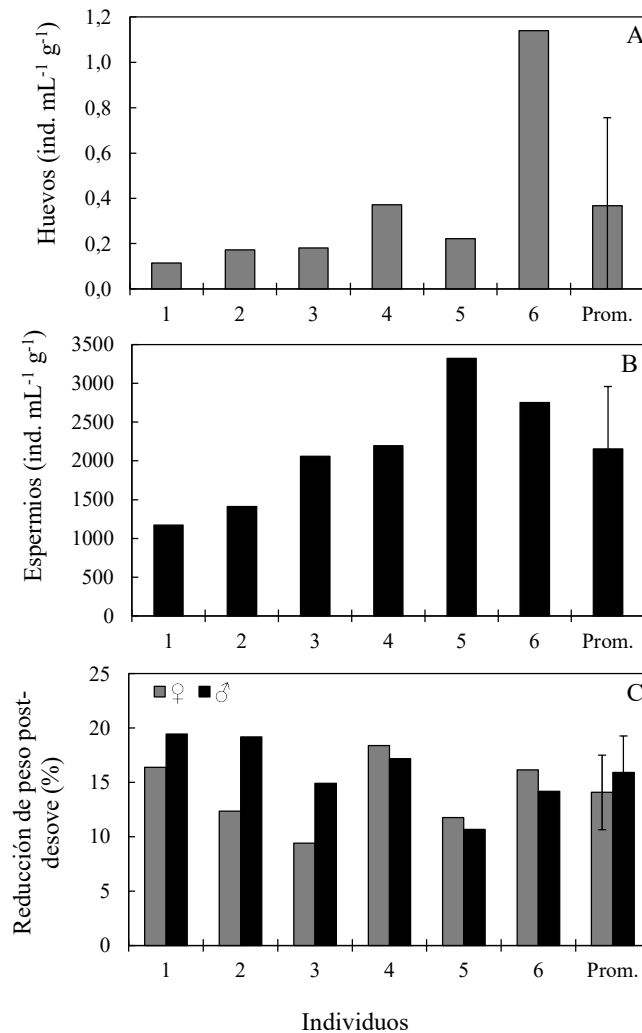 A
Huevos (ind. mL⁻¹ g⁻¹)
1,2
1,0
0,8
0,6
0,4
0,2
0,0
1 2 3 4 5 6 Prom.
B
Espermios (ind. mL⁻¹ g⁻¹)
3500
3000
2500
2000
1500
1000
500
0
1 2 3 4 5 6 Prom.
C
♀ ♂
Reducción de peso post-
desove (%)
25
20
15
10
5
0
1 2 3 4 5 6 Prom.
Individuos